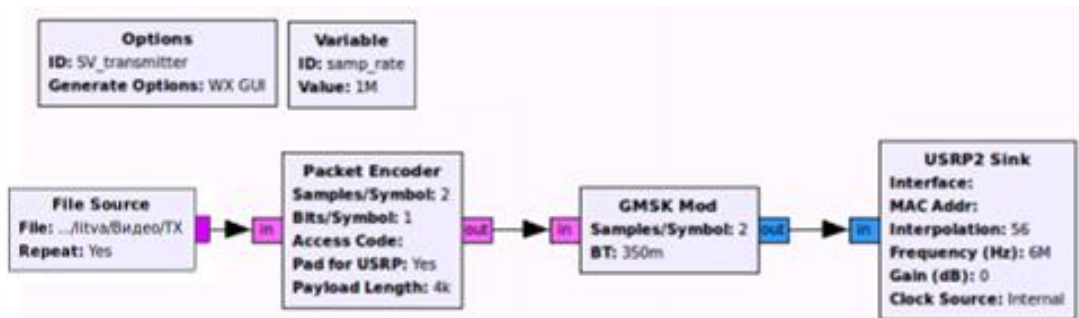 Options
ID: SV_transmitter
Generate Options: WX GUI
Variable
ID: samp_rate
Value: 1M
File Source
File: .../litva/Видео/TX
Repeat: Yes
in
Packet Encoder
Samples/Symbol: 2
Bits/Symbol: 1
Access Code:
Pad for USRP: Yes
Payload Length: 4k
out
in
GMSK Mod
Samples/Symbol: 2
BT: 350m
out
in
USRP2 Sink
Interface:
MAC Addr:
Interpolation: 56
Frequency (Hz): 6M
Gain (dB): 0
Clock Source: Internal